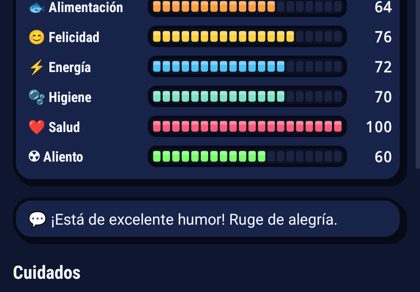 🐟 Alimentación 64
😊 Felicidad 76
⚡ Energía 72
🫧 Higiene 70
❤️ Salud 100
☢ Aliento 60
💬 ¡Está de excelente humor! Ruge de alegría.
Cuidados